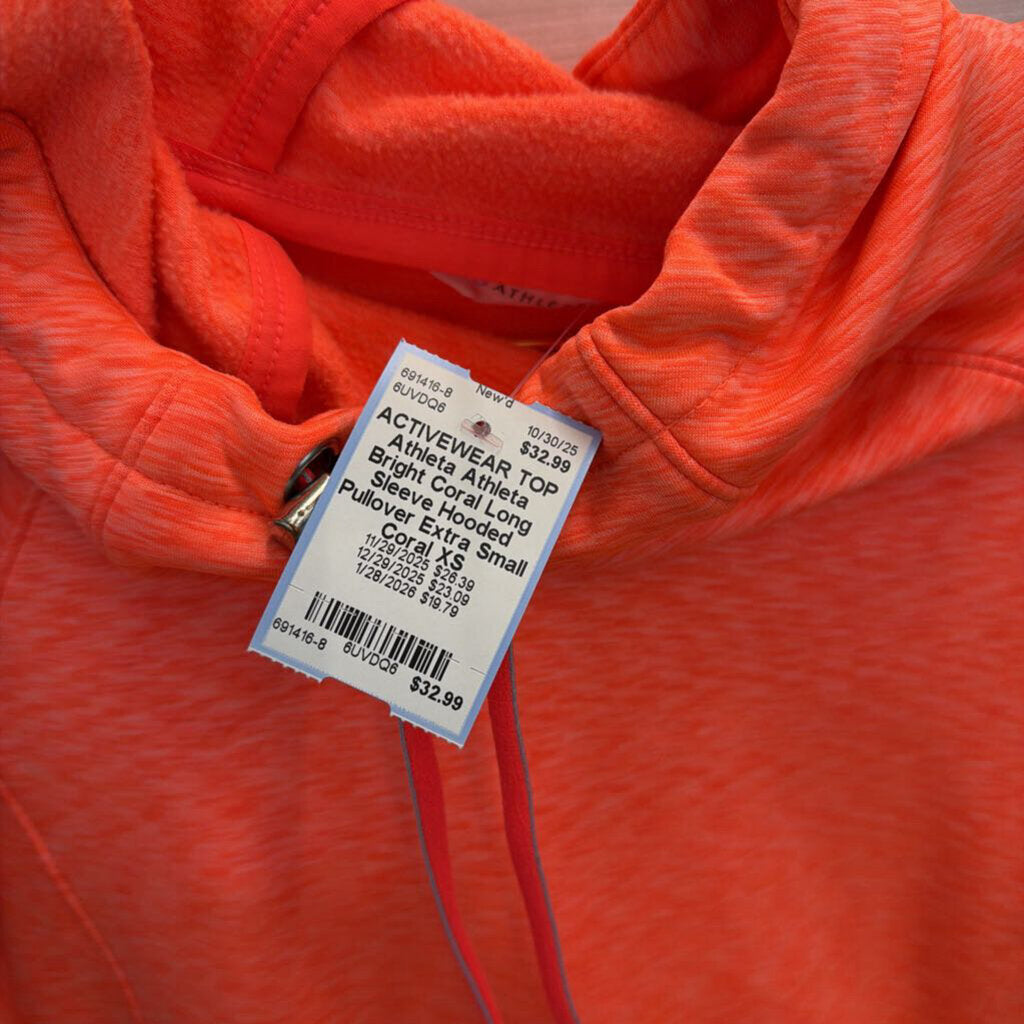 ATHLE
691416-8
6UVDQ6
New'd
10/30/25
$32.99
ACTIVEWEAR TOP
Athleta Athleta
Bright Coral Long
Sleeve Hooded
Pullover Extra Small
Coral XS
11/29/2025 $26.39
12/29/2025 $23.09
1/28/2026 $19.79
691416-8 6UVDQ6
$32.99